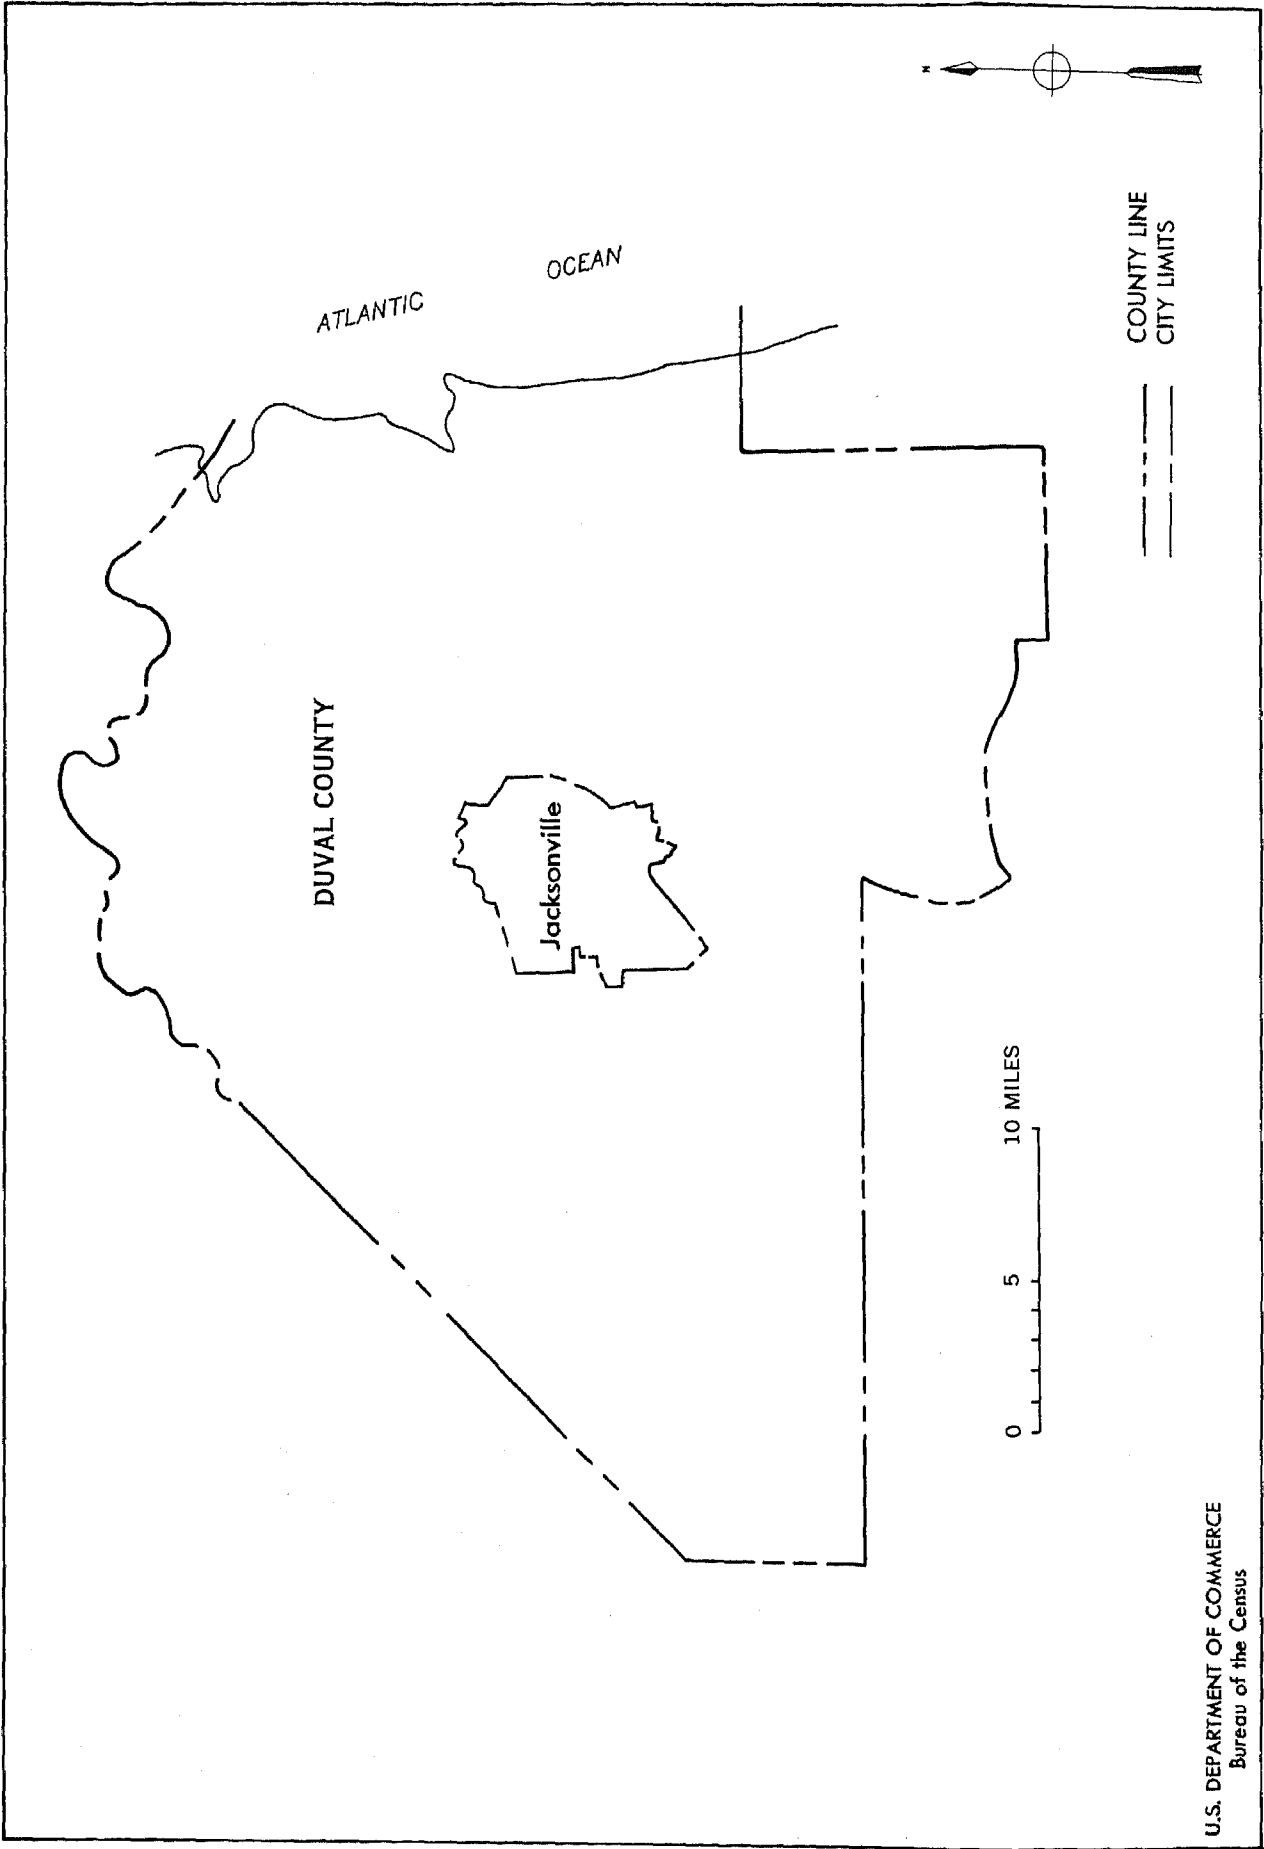 N
ATLANTIC
OCEAN
DUVAL COUNTY
Jacksonville
0 5 10 MILES
COUNTY LINE
CITY LIMITS
U.S. DEPARTMENT OF COMMERCE
Bureau of the Census